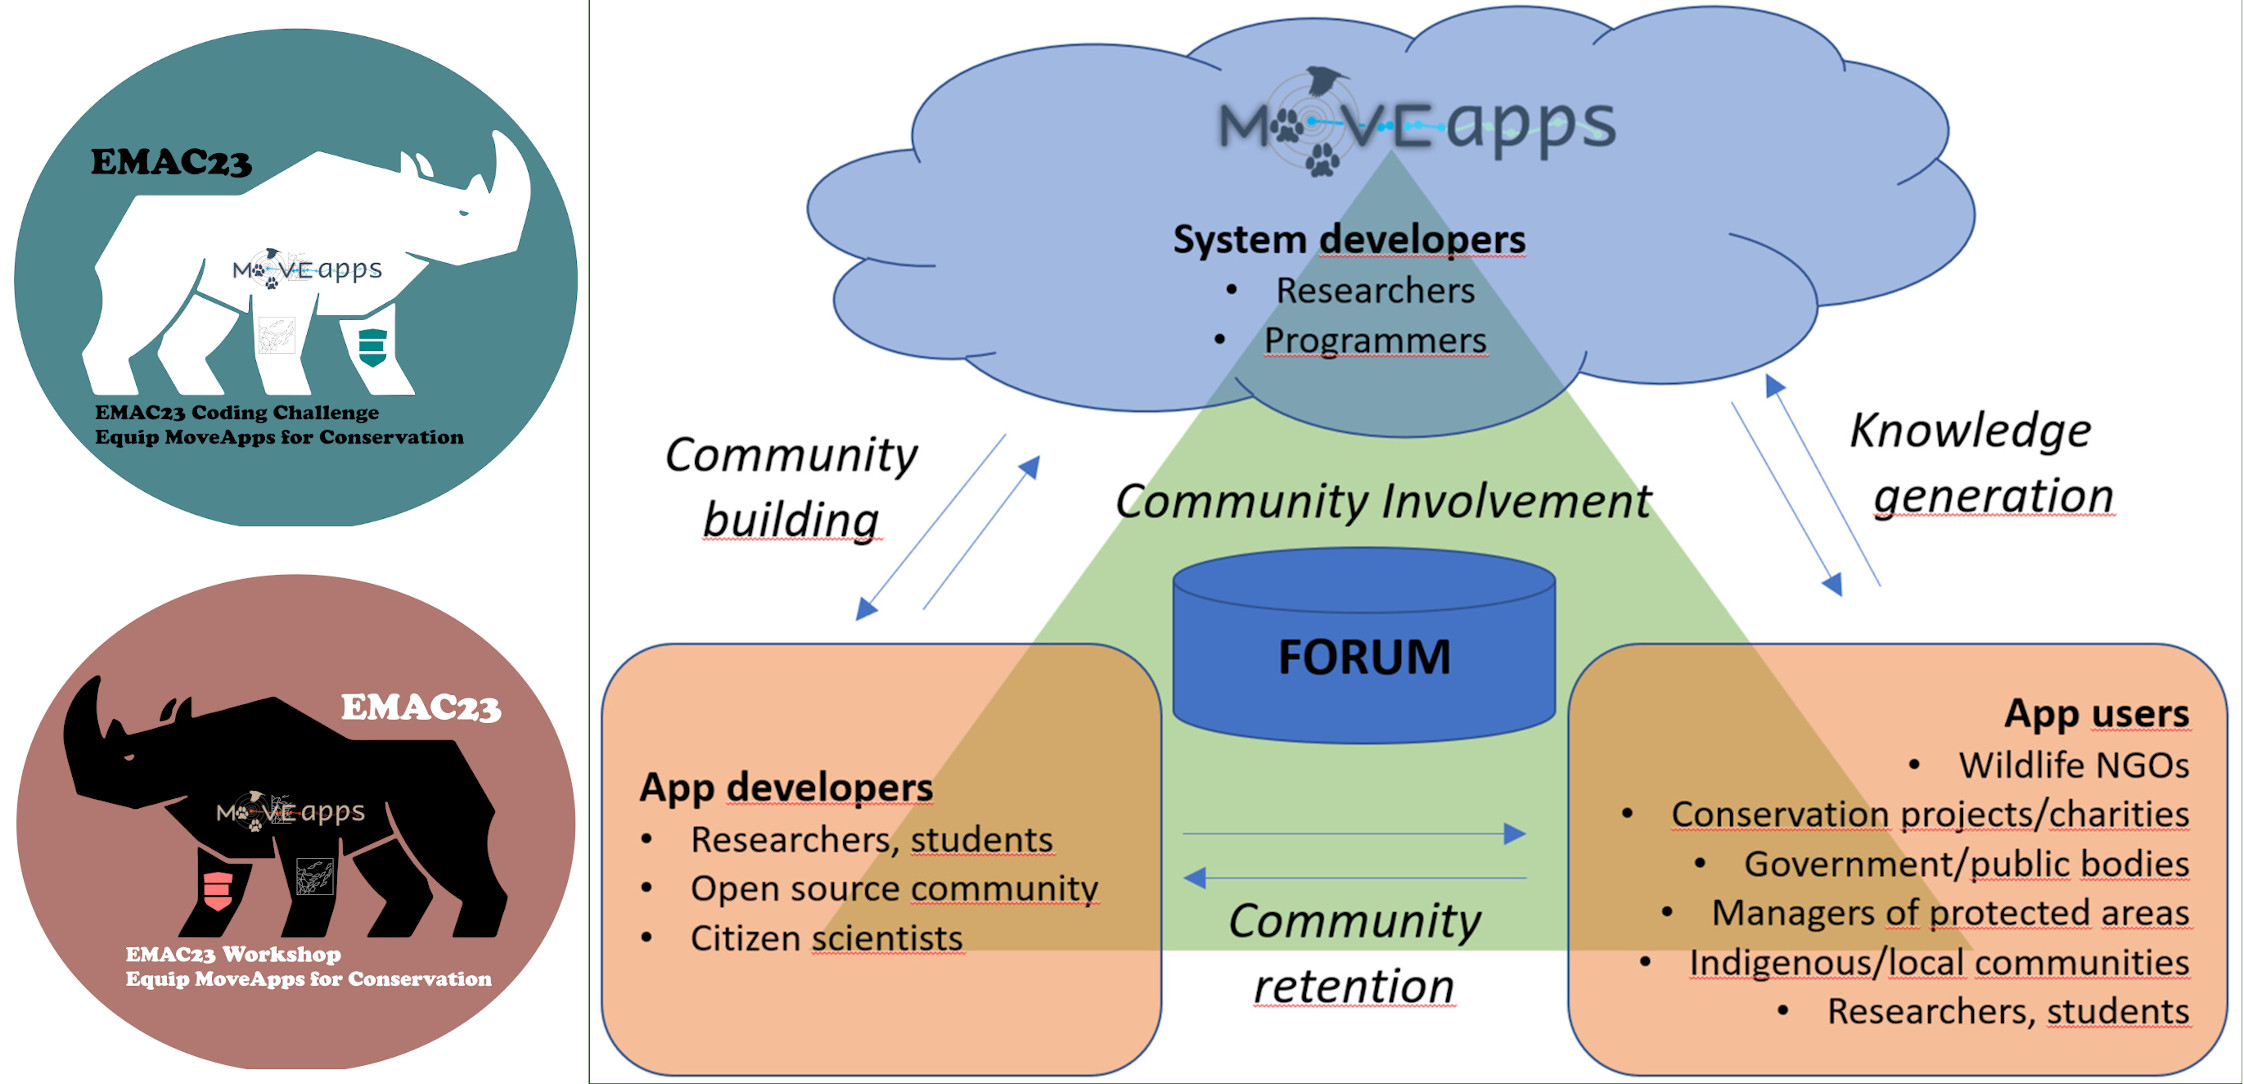 EMAC23
MOVEapps
EMAC23 Coding Challenge
Equip MoveApps for Conservation
EMAC23
MOVEapps
EMAC23 Workshop
Equip MoveApps for Conservation
MOVEapps
System developers
• Researchers
• Programmers
Community
building
Community Involvement
Knowledge
generation
FORUM
App developers
• Researchers, students
• Open source community
• Citizen scientists
Community
retention
App users
• Wildlife NGOs
• Conservation projects/charities
• Government/public bodies
• Managers of protected areas
• Indigenous/local communities
• Researchers, students